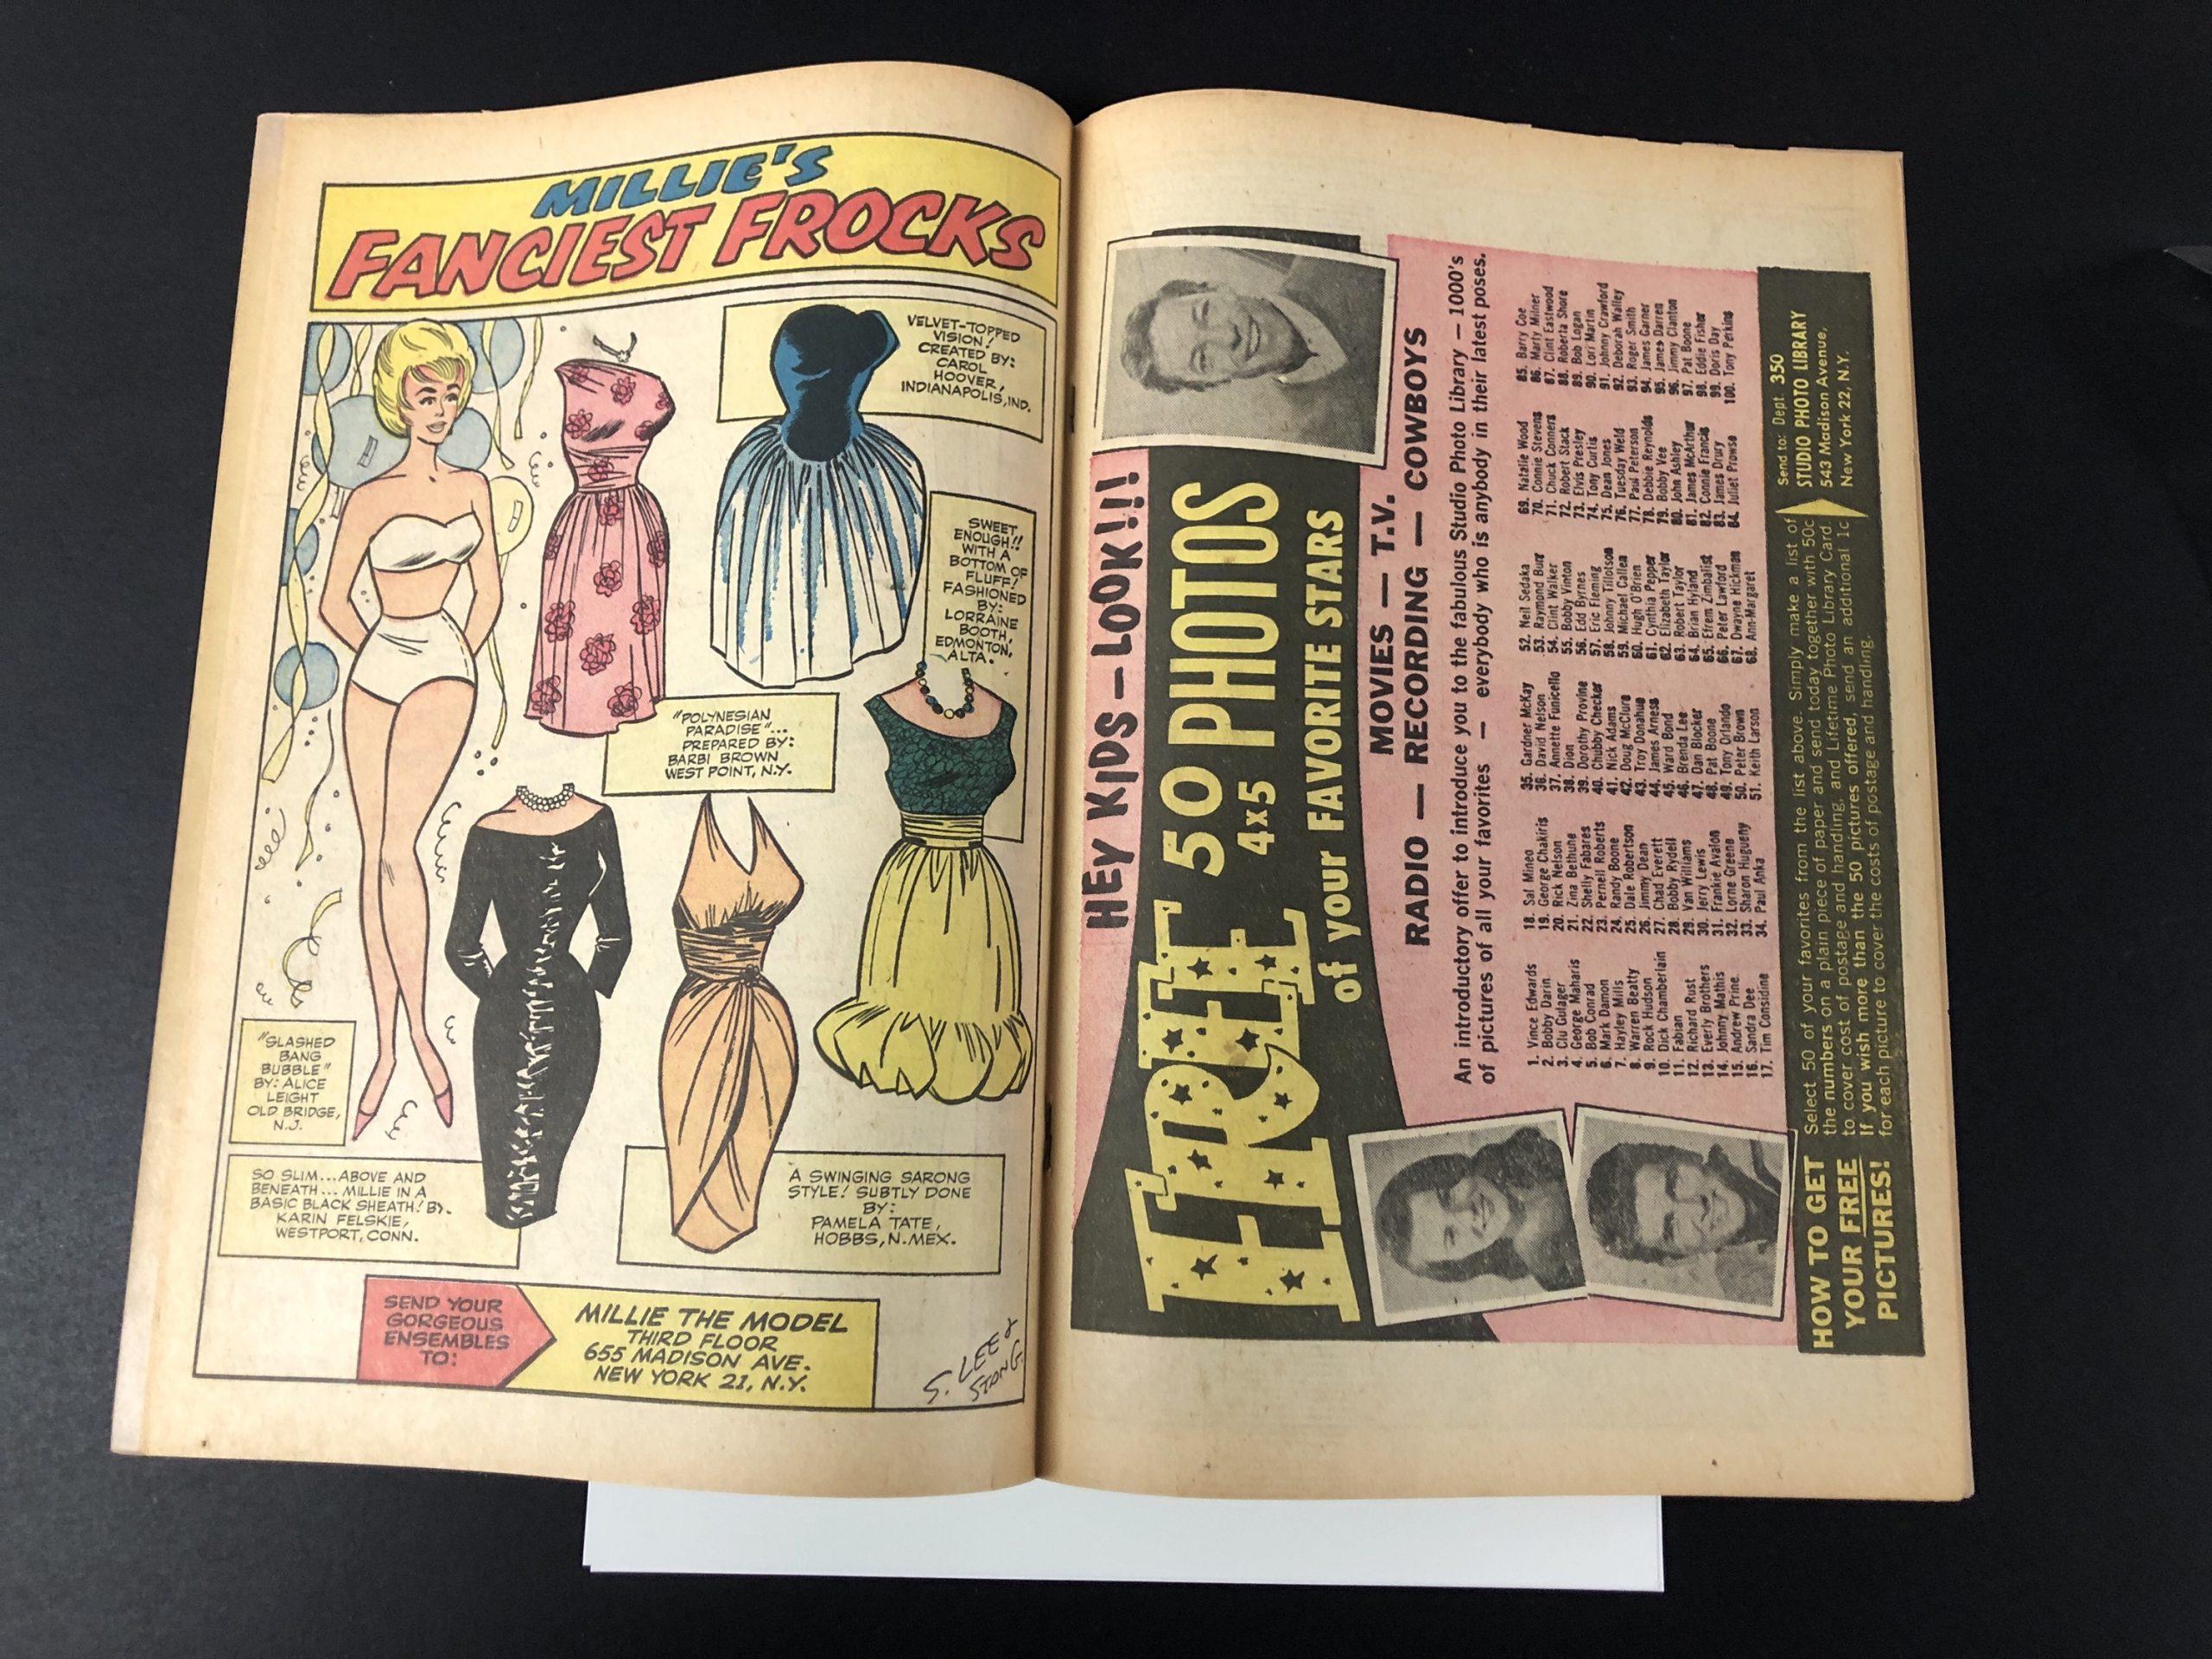 MILLIE'S
FANCIEST FROCKS
VELVET-TOPPED
VISION!
CREATED BY:
CAROL
HOOVER,
INDIANAPOLIS, IND.
SWEET
ENOUGH!!
WITH A
BOTTOM OF
FLUFF!
FASHIONED
BY:
LORRAINE
BOOTH,
EDMONTON,
ALTA.
"POLYNESIAN
PARADISE"...
PREPARED BY:
BARBI BROWN
WEST POINT, N.Y.
"SLASHED
BANG
BUBBLE"
BY: ALICE
LEIGHT
OLD BRIDGE,
N.J.
SO SLIM... ABOVE AND
BENEATH... MILLIE IN A
BASIC BLACK SHEATH! BY.
KARIN FELSKIE,
WESTPORT, CONN.
A SWINGING SARONG
STYLE! SUBTLY DONE
BY:
PAMELA TATE,
HOBBS, N. MEX.
SEND YOUR
GORGEOUS
ENSEMBLES
TO:
MILLIE THE MODEL
THIRD FLOOR
655 MADISON AVE.
NEW YORK 21, N.Y.
S. LEE &
STAN G.
HEY KIDS - LOOK!!!
FREE 50 PHOTOS
4x5
of your FAVORITE STARS
MOVIES — T.V.
RADIO — RECORDING — COWBOYS
An introductory offer to introduce you to the fabulous Studio Photo Library — 1000's
of pictures of all your favorites — everybody who is anybody in their latest poses.
1. Vince Edwards
2. Bobby Darin
3. Clu Gulager
4. George Maharis
5. Bob Conrad
6. Mark Damon
7. Hayley Mills
8. Warren Beatty
9. Rock Hudson
10. Dick Chamberlain
11. Fabian
12. Richard Rust
13. Everly Brothers
14. Johnny Mathis
15. Andrew Prine
16. Sandra Dee
17. Tim Considine
18. Sal Mineo
19. George Chakiris
20. Rick Nelson
21. Zina Bethune
22. Shelly Fabares
23. Pernell Roberts
24. Randy Boone
25. Dale Robertson
26. Jimmy Dean
27. Chad Everett
28. Bobby Rydell
29. Van Williams
30. Jerry Lewis
31. Frankie Avalon
32. Lorne Greene
33. Sharon Hugueny
34. Paul Anka
35. Gardner McKay
36. David Nelson
37. Annette Funicello
38. Dion
39. Dorothy Provine
40. Chubby Checker
41. Nick Adams
42. Doug McClure
43. Troy Donahue
44. James Arness
45. Ward Bond
46. Brenda Lee
47. Dan Blocker
48. Pat Boone
49. Tony Orlando
50. Peter Brown
51. Keith Larson
52. Neil Sedaka
53. Raymond Burr
54. Clint Walker
55. Bobby Vinton
56. Edd Byrnes
57. Eric Fleming
58. Johnny Tillotson
59. Michael Callea
60. Hugh O'Brien
61. Cynthia Pepper
62. Elizabeth Taylor
63. Robert Taylor
64. Brian Hyland
65. Efrem Zimbalist
66. Peter Lawford
67. Dwayne Hickman
68. Ann-Margaret
69. Natalie Wood
70. Connie Stevens
71. Chuck Conners
72. Robert Stack
73. Elvis Presley
74. Tony Curtis
75. Dean Jones
76. Tuesday Weld
77. Paul Peterson
78. Debbie Reynolds
79. Bobby Vee
80. John Ashley
81. James McArthur
82. Connie Francis
83. James Drury
84. Juliet Prowse
85. Barry Coe
86. Marty Milner
87. Clint Eastwood
88. Roberta Shore
89. Bob Logan
90. Lori Martin
91. Johnny Crawford
92. Deborah Walley
93. Roger Smith
94. James Garner
95. James Darren
96. Jimmy Clanton
97. Pat Boone
98. Eddie Fisher
99. Doris Day
100. Tony Perkins
HOW TO GET
YOUR FREE
PICTURES!
Select 50 of your favorites from the list above. Simply make a list of
the numbers on a plain piece of paper and send today together with 50c
to cover cost of postage and handling, and Lifetime Photo Library Card.
If you wish more than the 50 pictures offered, send an additional 1c
for each picture to cover the costs of postage and handling.
Send to: Dept. 350
STUDIO PHOTO LIBRARY
543 Madison Avenue,
New York 22, N.Y.